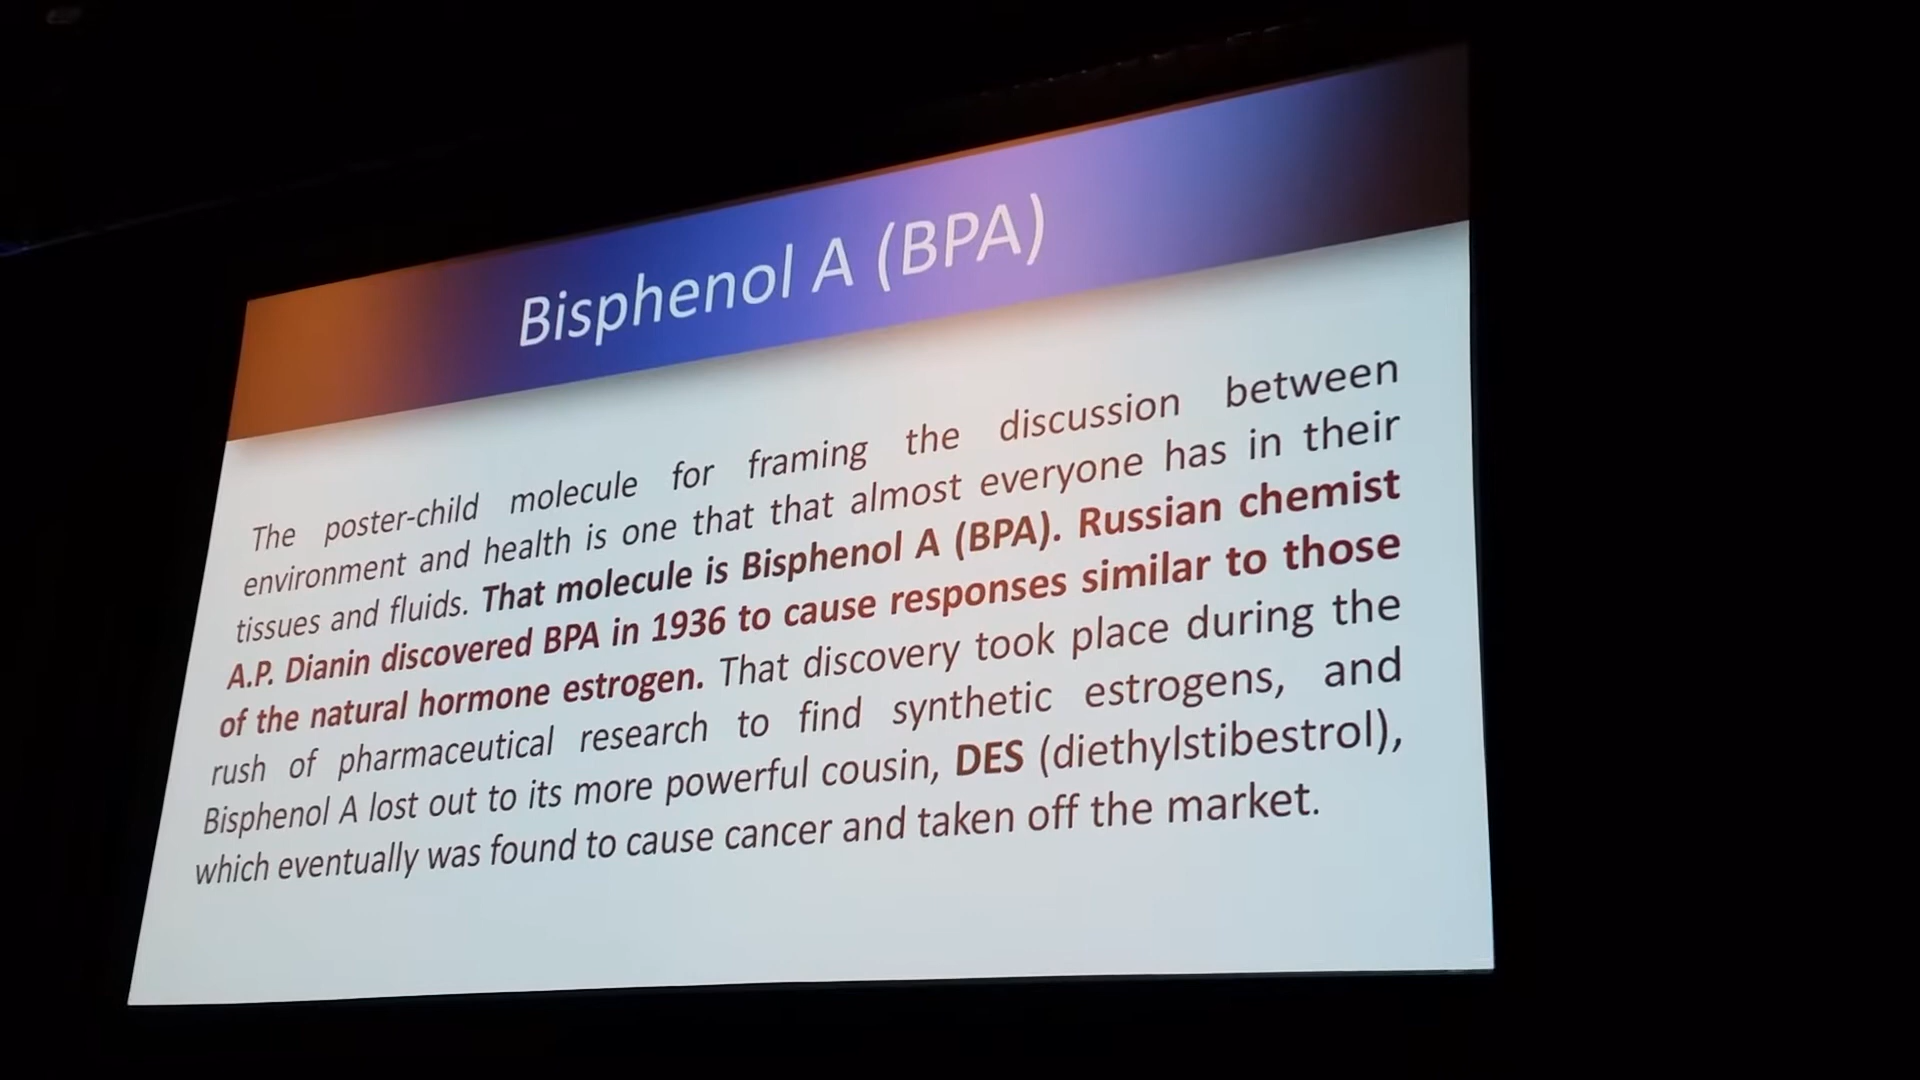 Bisphenol A (BPA)
The poster-child molecule for framing the discussion between
environment and health is one that that almost everyone has in their
tissues and fluids. That molecule is Bisphenol A (BPA). Russian chemist
A.P. Dianin discovered BPA in 1936 to cause responses similar to those
of the natural hormone estrogen. That discovery took place during the
rush of pharmaceutical research to find synthetic estrogens, and
Bisphenol A lost out to its more powerful cousin, DES (diethylstibestrol),
which eventually was found to cause cancer and taken off the market.